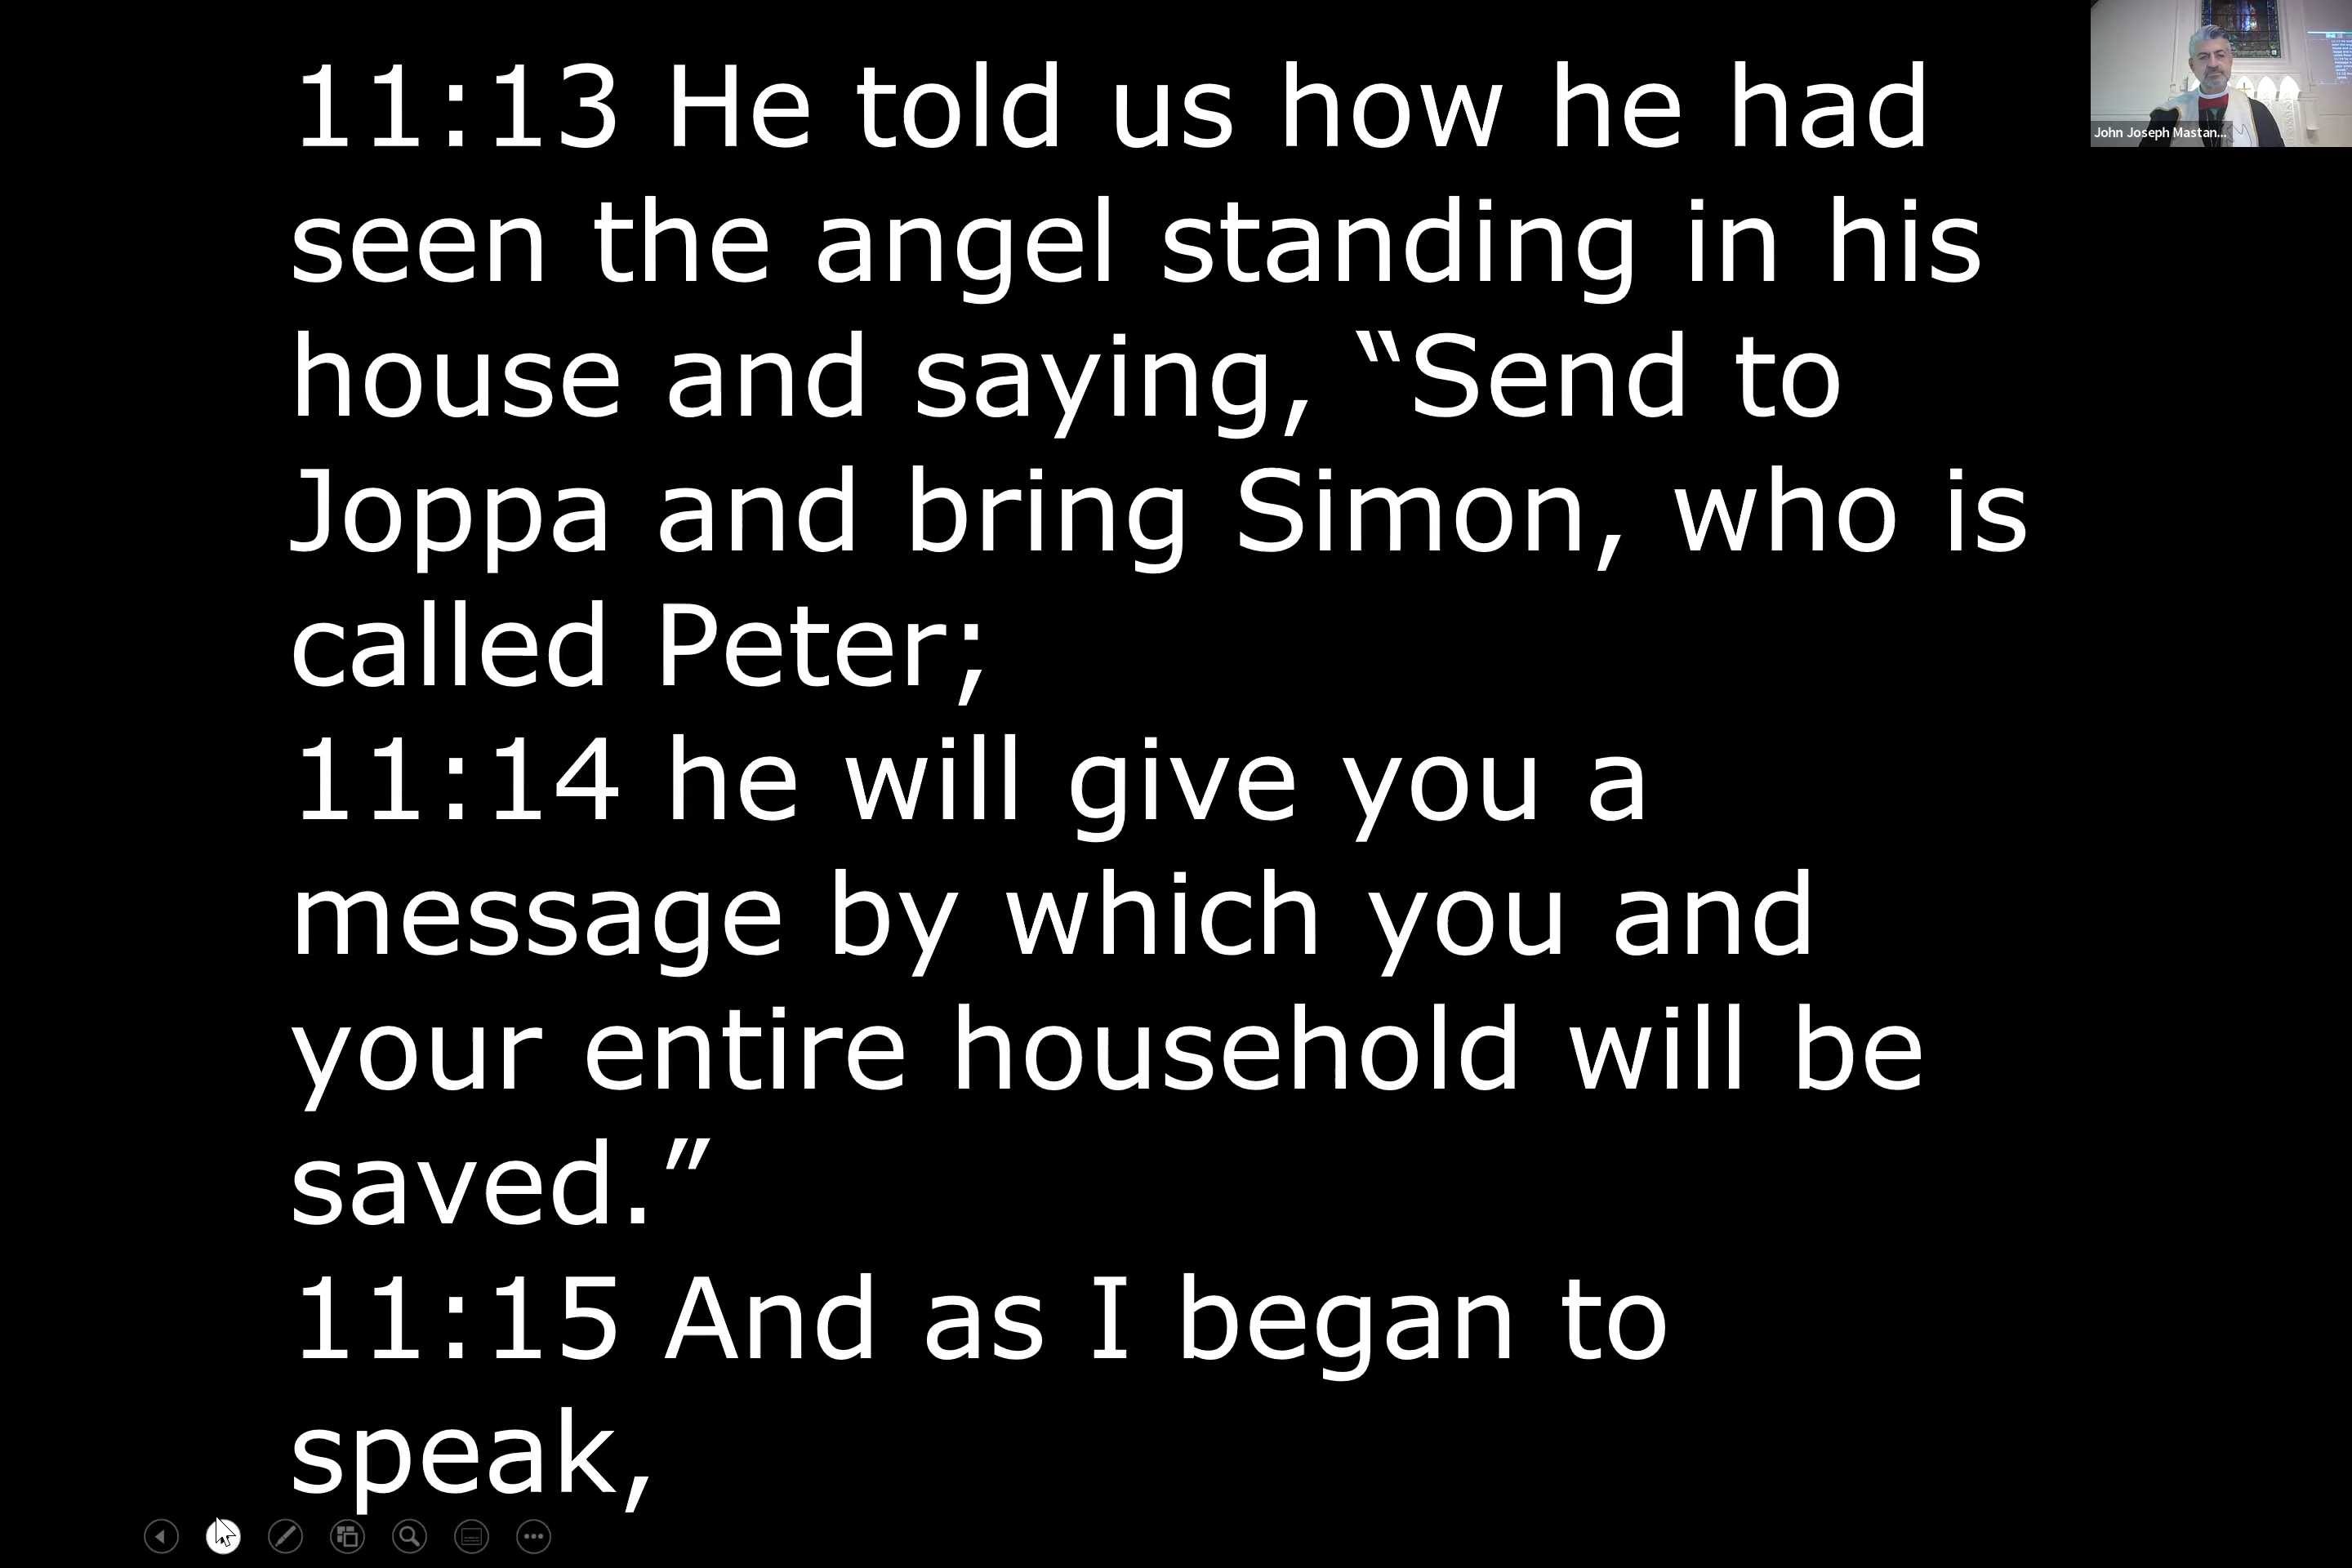 11:13 He told us how he had
seen the angel standing in his
house and saying, “Send to
Joppa and bring Simon, who is
called Peter;
11:14 he will give you a
message by which you and
your entire household will be
saved.”
11:15 And as I began to
speak,
John Joseph Mastan...